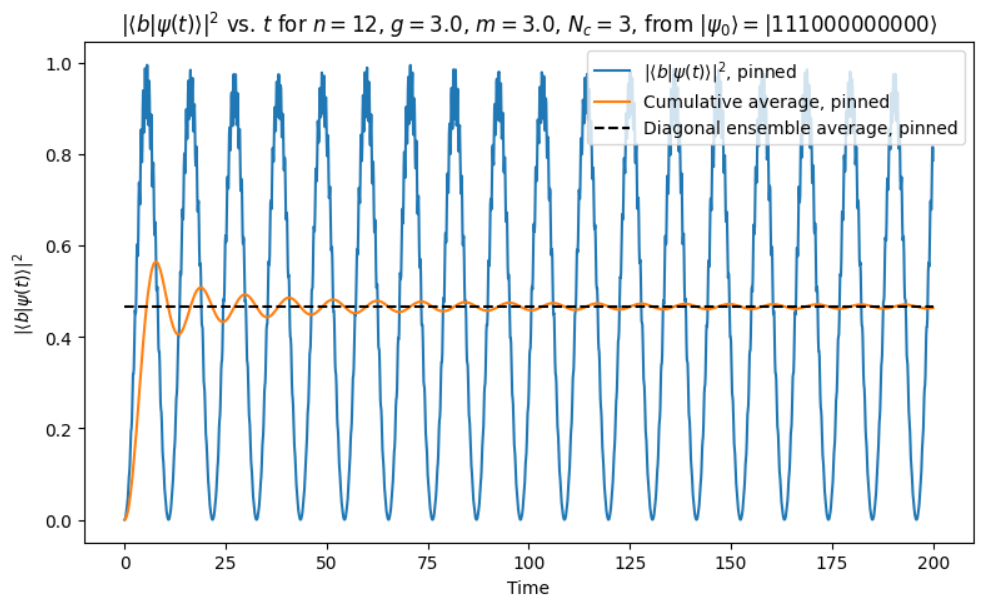 |⟨b|ψ(t)⟩|² vs. t for n = 12, g = 3.0, m = 3.0, N_c = 3, from |ψ₀⟩ = |111000000000⟩
|⟨b|ψ(t)⟩|², pinned
Cumulative average, pinned
Diagonal ensemble average, pinned
|⟨b|ψ(t)⟩|²
1.0
0.8
0.6
0.4
0.2
0.0
0 25 50 75 100 125 150 175 200
Time